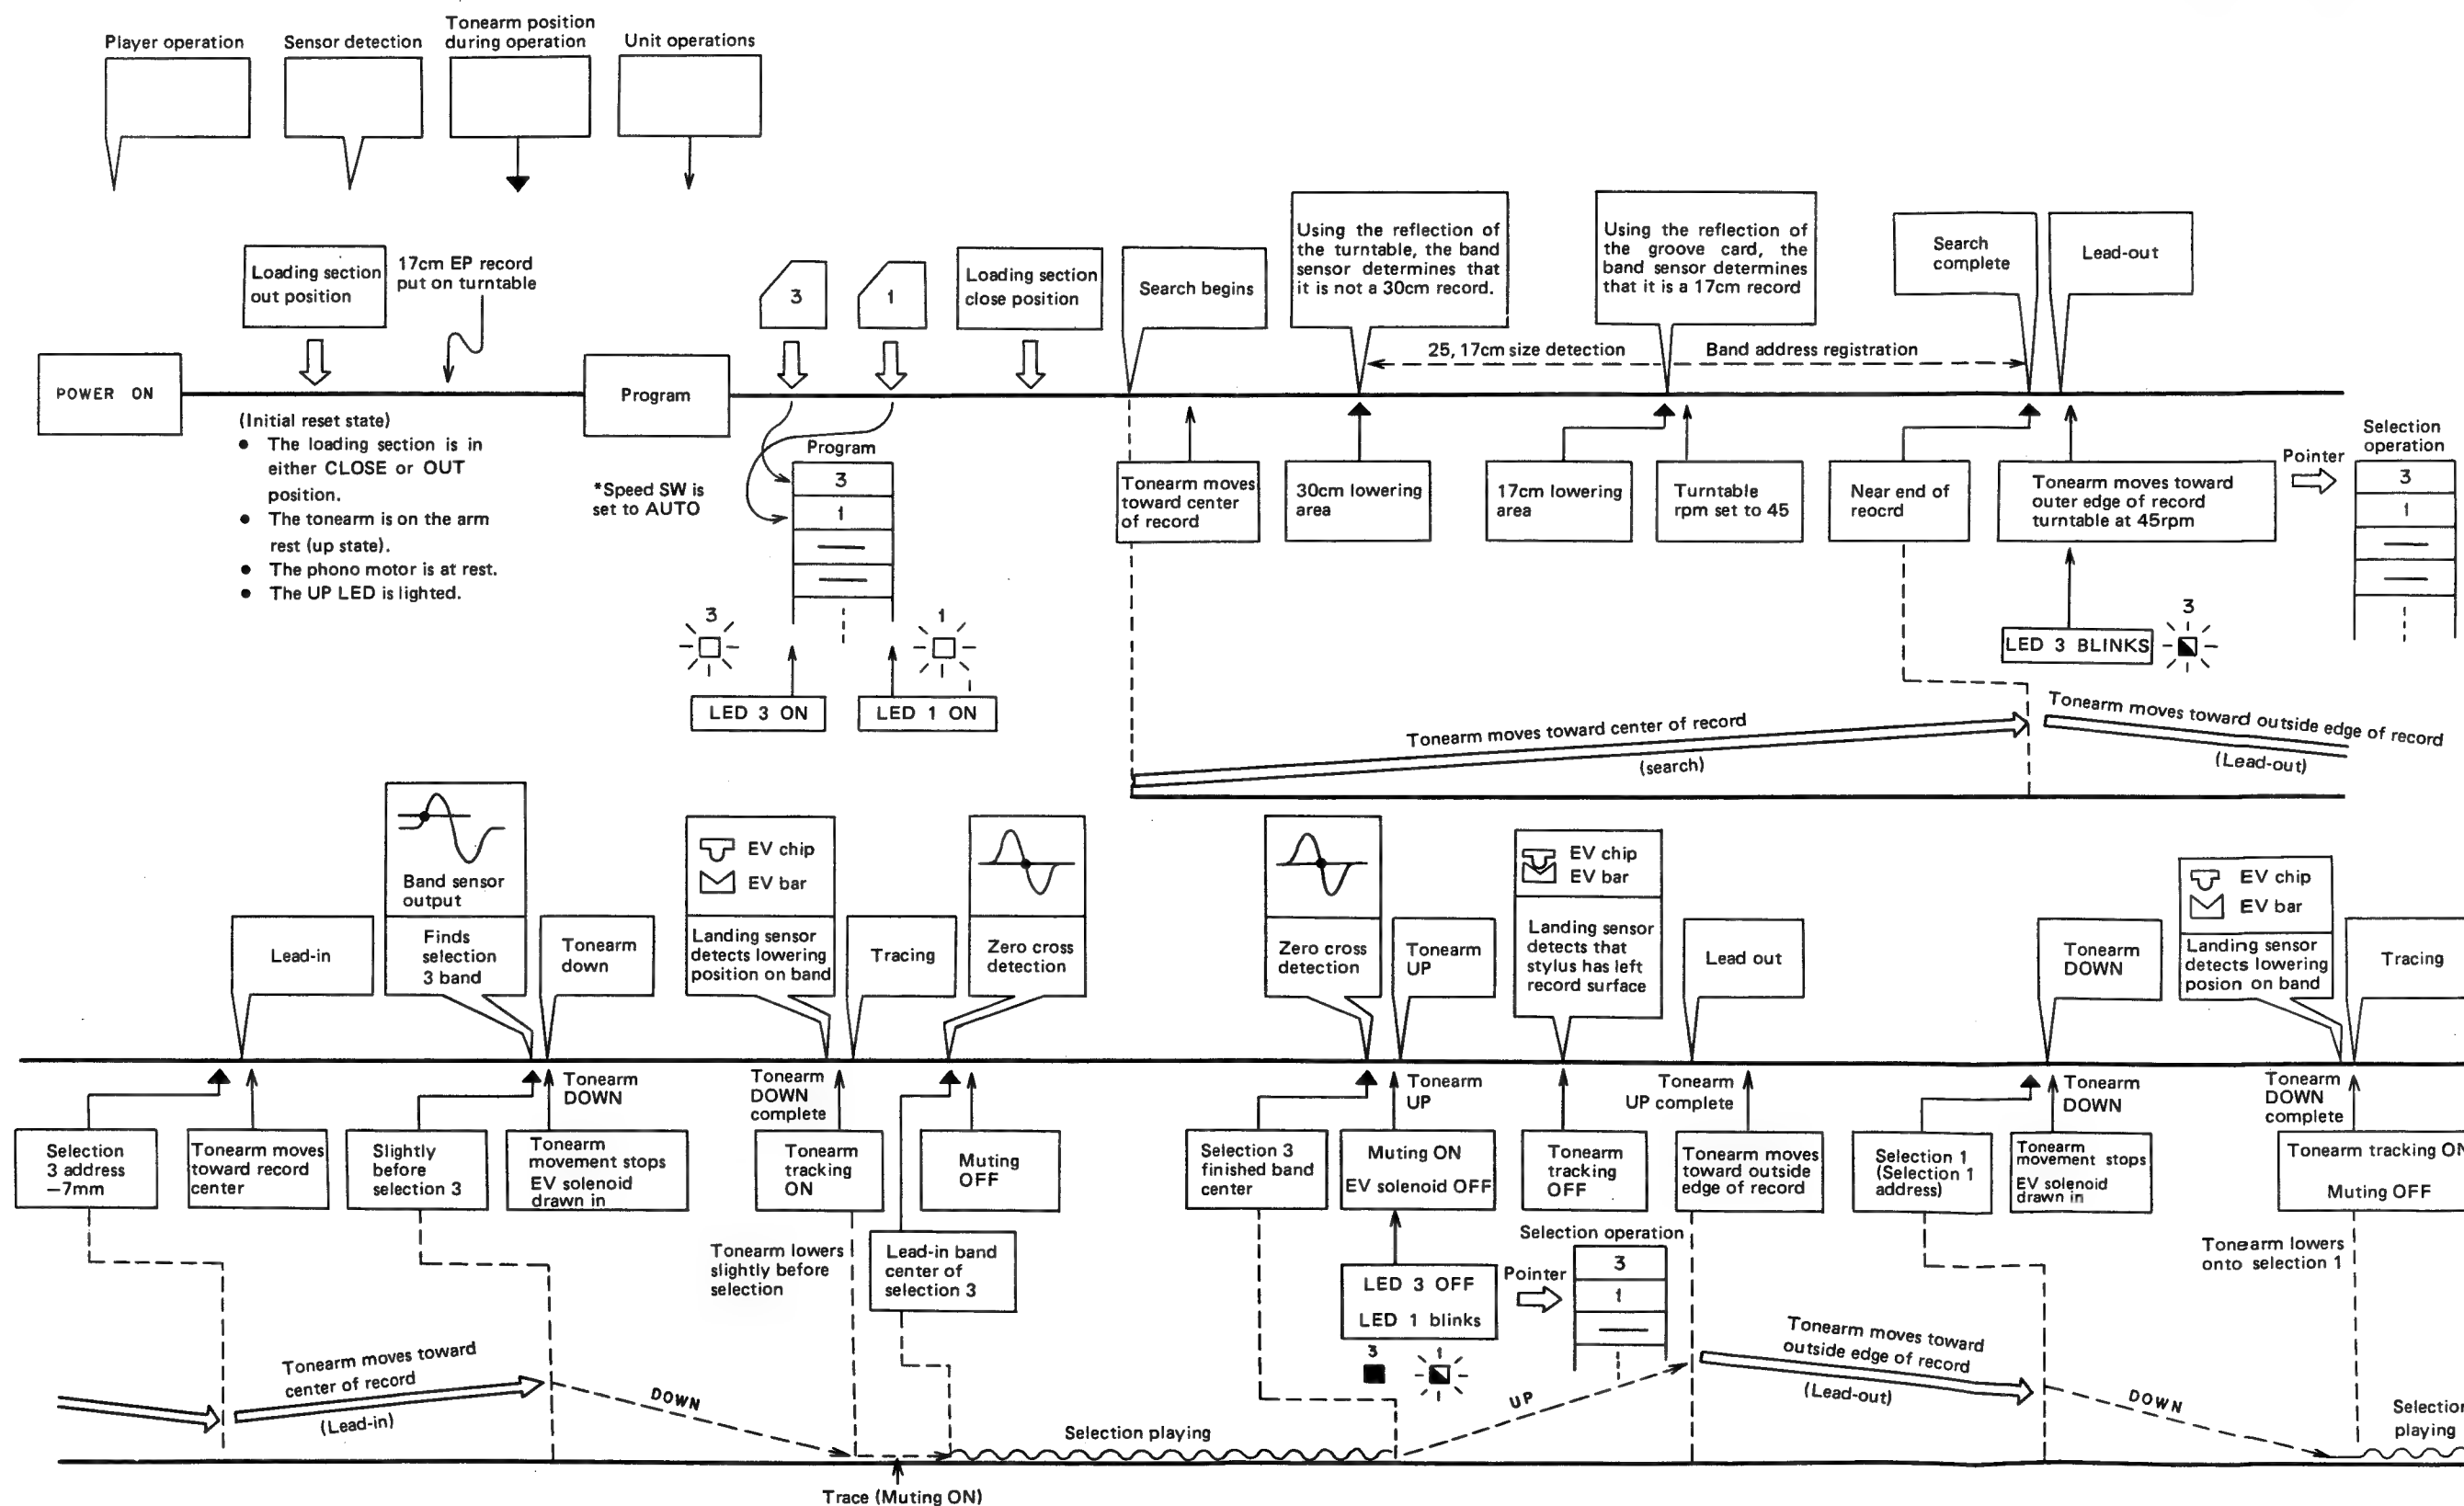 Player operation
Sensor detection
Tonearm position
during operation
Unit operations
Loading section
out position
17cm EP record
put on turntable
3
1
Loading section
close position
Search begins
Using the reflection of
the turntable, the band
sensor determines that
it is not a 30cm record.
Using the reflection of
the groove card, the
band sensor determines
that it is a 17cm record
Search
complete
Lead-out
25, 17cm size detection
Band address registration
POWER ON
Program
(Initial reset state)
● The loading section is in
either CLOSE or OUT
position.
● The tonearm is on the arm
rest (up state).
● The phono motor is at rest.
● The UP LED is lighted.
*Speed SW is
set to AUTO
Program
3
1
3
1
LED 3 ON
LED 1 ON
Tonearm moves
toward center
of record
30cm lowering
area
17cm lowering
area
Turntable
rpm set to 45
Near end of
reocrd
Tonearm moves toward
outer edge of record
turntable at 45rpm
Pointer
Selection
operation
3
1
LED 3 BLINKS
3
Tonearm moves toward center of record
(search)
Tonearm moves toward outside edge of record
(Lead-out)
Lead-in
Band sensor
output
Finds
selection
3 band
Tonearm
down
EV chip
EV bar
Landing sensor
detects lowering
position on band
Tracing
Zero cross
detection
Zero cross
detection
Tonearm
UP
EV chip
EV bar
Landing sensor
detects that
stylus has left
record surface
Lead out
Tonearm
DOWN
EV chip
EV bar
Landing sensor
detects lowering
posion on band
Tracing
Selection
3 address
−7mm
Tonearm moves
toward record
center
Slightly
before
selection 3
Tonearm
DOWN
Tonearm
movement stops
EV solenoid
drawn in
Tonearm
DOWN
complete
Tonearm
tracking
ON
Muting
OFF
Tonearm lowers
slightly before
selection
Lead-in band
center of
selection 3
Selection 3
finished band
center
Tonearm
UP
Muting ON
EV solenoid OFF
Tonearm
tracking
OFF
Tonearm
UP complete
Tonearm moves
toward outside
edge of record
Selection 1
(Selection 1
address)
Tonearm
DOWN
Tonearm
movement stops
EV solenoid
drawn in
Tonearm
DOWN
complete
Tonearm tracking ON
Muting OFF
Tonearm lowers
onto selection 1
LED 3 OFF
LED 1 blinks
3
1
Pointer
Selection operation
3
1
Tonearm moves toward
center of record
(Lead-in)
DOWN
Selection playing
UP
Tonearm moves toward
outside edge of record
(Lead-out)
DOWN
Selection
playing
Trace (Muting ON)